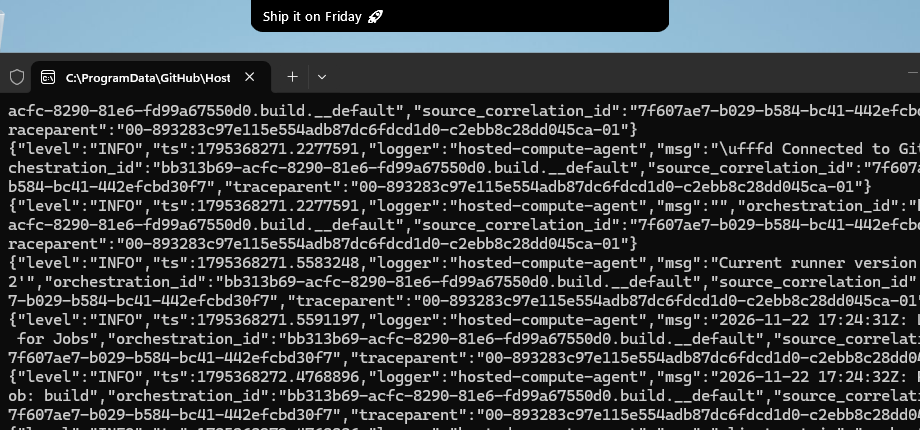 Ship it on Friday 🚀
C:\ProgramData\GitHub\Host
acfc-8290-81e6-fd99a67550d0.build.__default","source_correlation_id":"7f607ae7-b029-b584-bc41-442efcbd
raceparent":"00-893283c97e115e554adb87dc6fdcd1d0-c2ebb8c28dd045ca-01"}
{"level":"INFO","ts":1795368271.2277591,"logger":"hosted-compute-agent","msg":"\ufffd Connected to Git
chestration_id":"bb313b69-acfc-8290-81e6-fd99a67550d0.build.__default","source_correlation_id":"7f607a
b584-bc41-442efcbd30f7","traceparent":"00-893283c97e115e554adb87dc6fdcd1d0-c2ebb8c28dd045ca-01"}
{"level":"INFO","ts":1795368271.2277591,"logger":"hosted-compute-agent","msg":"","orchestration_id":"b
acfc-8290-81e6-fd99a67550d0.build.__default","source_correlation_id":"7f607ae7-b029-b584-bc41-442efcbd
raceparent":"00-893283c97e115e554adb87dc6fdcd1d0-c2ebb8c28dd045ca-01"}
{"level":"INFO","ts":1795368271.5583248,"logger":"hosted-compute-agent","msg":"Current runner version
2'","orchestration_id":"bb313b69-acfc-8290-81e6-fd99a67550d0.build.__default","source_correlation_id"
7-b029-b584-bc41-442efcbd30f7","traceparent":"00-893283c97e115e554adb87dc6fdcd1d0-c2ebb8c28dd045ca-01"
{"level":"INFO","ts":1795368271.5591197,"logger":"hosted-compute-agent","msg":"2026-11-22 17:24:31Z:
for Jobs","orchestration_id":"bb313b69-acfc-8290-81e6-fd99a67550d0.build.__default","source_correlati
7f607ae7-b029-b584-bc41-442efcbd30f7","traceparent":"00-893283c97e115e554adb87dc6fdcd1d0-c2ebb8c28dd04
{"level":"INFO","ts":1795368272.4768896,"logger":"hosted-compute-agent","msg":"2026-11-22 17:24:32Z:
ob: build","orchestration_id":"bb313b69-acfc-8290-81e6-fd99a67550d0.build.__default","source_correlat
7f607ae7-b029-b584-bc41-442efcbd30f7","traceparent":"00-893283c97e115e554adb87dc6fdcd1d0-c2ebb8c28dd04